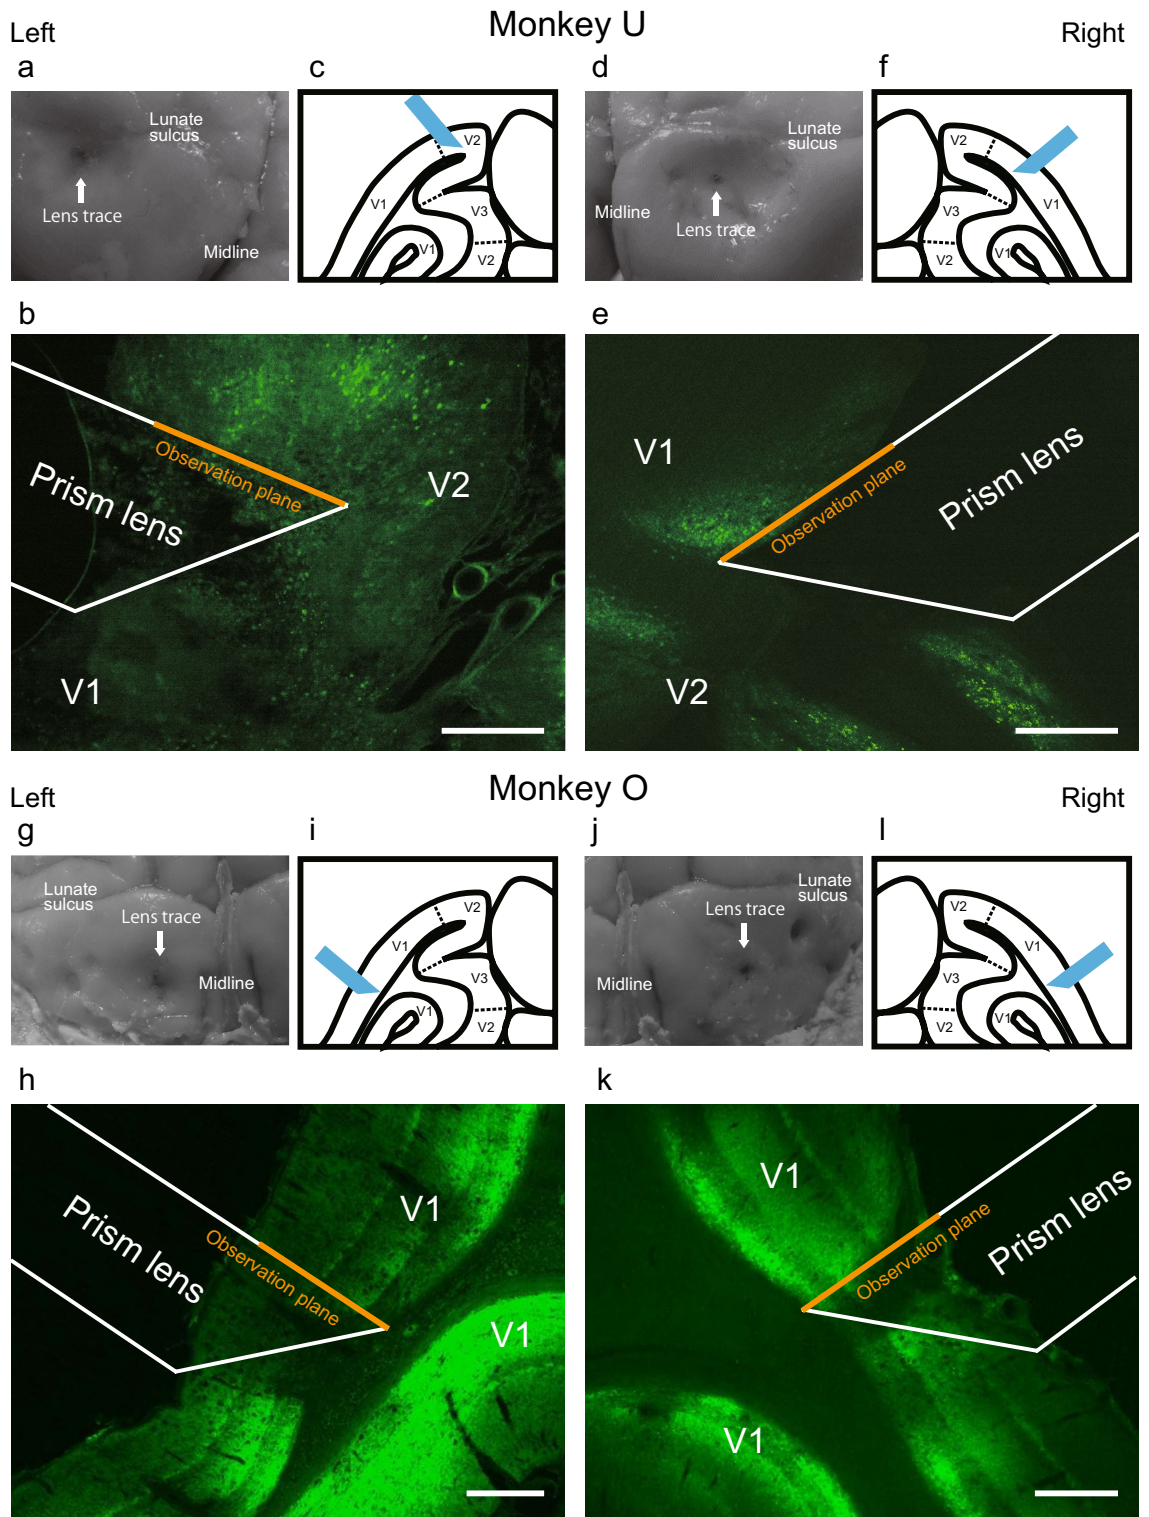 Monkey U
Left
Right
a
c
d
f
Lunate
sulcus
Lens trace
Midline
V2
V1
V3
V1
V2
Lunate
sulcus
Midline
Lens trace
V2
V3
V1
V2
V1
b
e
Prism lens
Observation plane
V2
V1
V1
Observation plane
Prism lens
V2
Monkey O
Left
Right
g
i
j
l
Lunate
sulcus
Lens trace
Midline
V2
V1
V3
V1
V2
Lunate
sulcus
Lens trace
Midline
V2
V1
V3
V2
V1
h
k
Prism lens
Observation plane
V1
V1
V1
Observation plane
Prism lens
V1